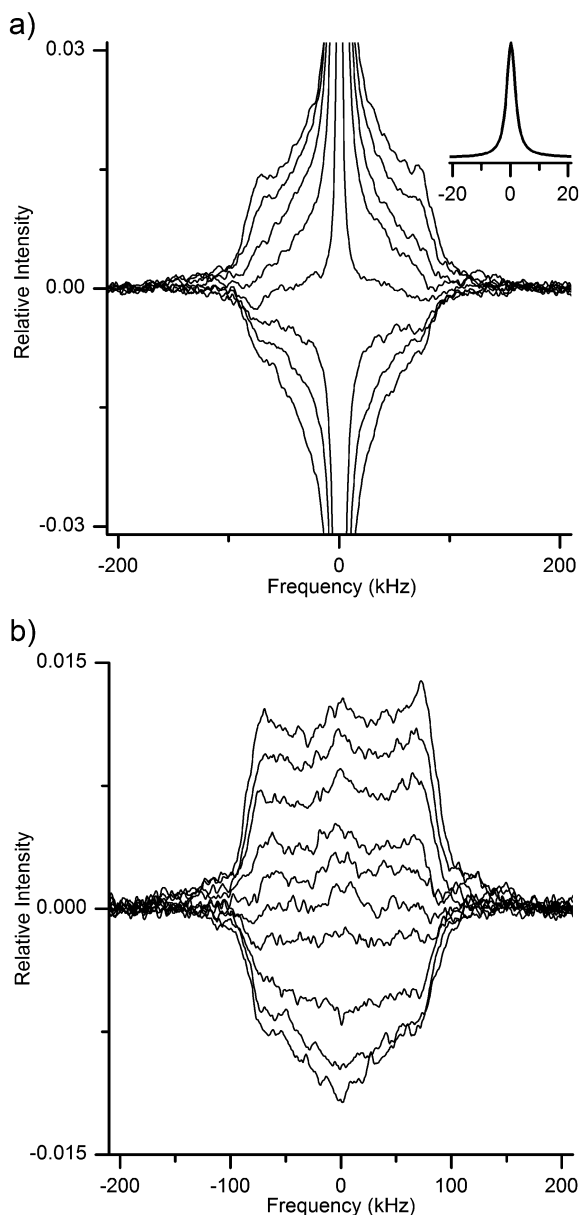 a)
0.03
-20 0 20
0.00
Relative Intensity
-0.03
-200 0 200
Frequency (kHz)
b)
0.015
0.000
Relative Intensity
-0.015
-200 -100 0 100 200
Frequency (kHz)